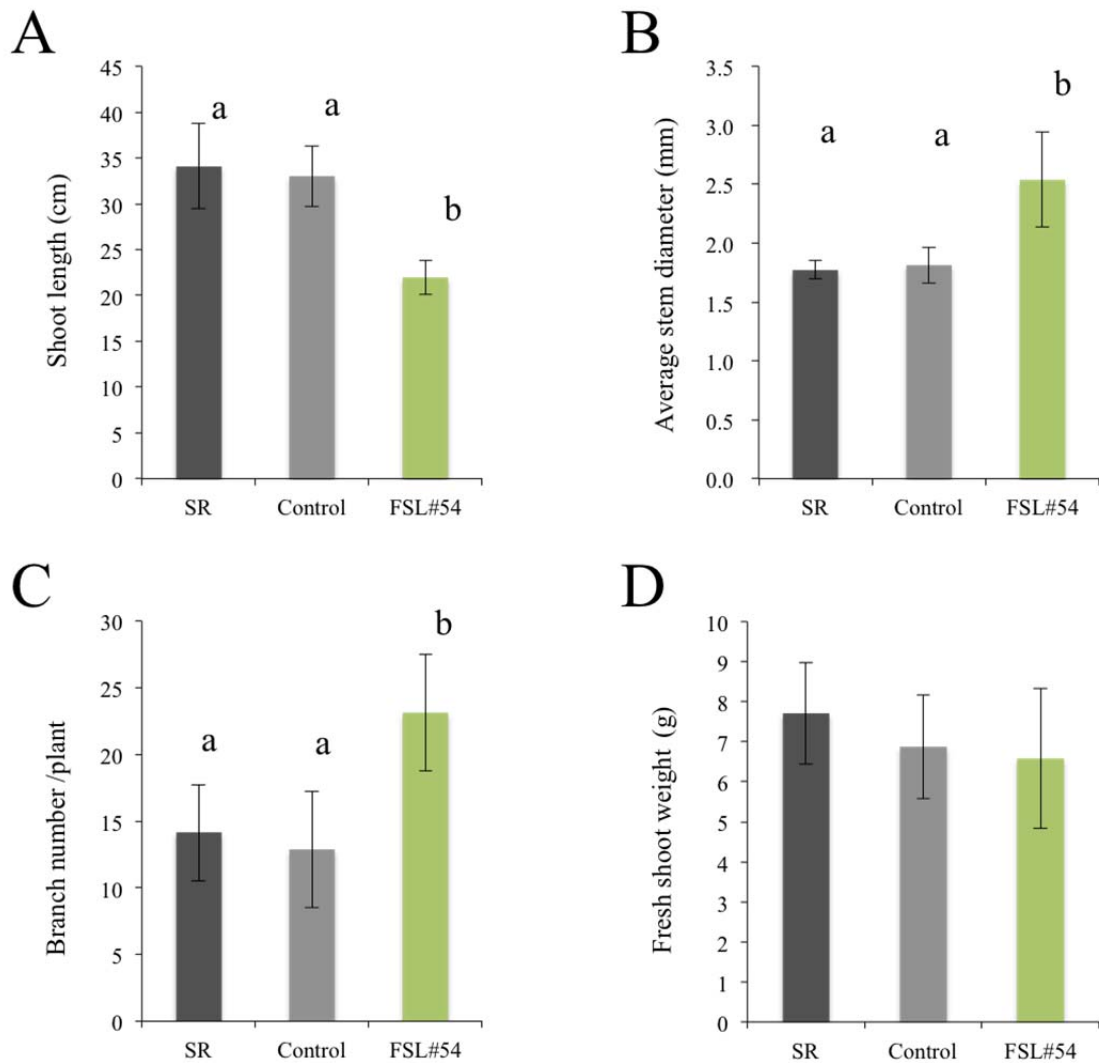 A
45
40
35
30
25
20
15
10
5
0
Shoot length (cm)
a
a
b
SR Control FSL#54
B
3.5
3.0
2.5
2.0
1.5
1.0
0.5
0.0
Average stem diameter (mm)
a
a
b
SR Control FSL#54
C
30
25
20
15
10
5
0
Branch number /plant
a
a
b
SR Control FSL#54
D
10
9
8
7
6
5
4
3
2
1
0
Fresh shoot weight (g)
SR Control FSL#54